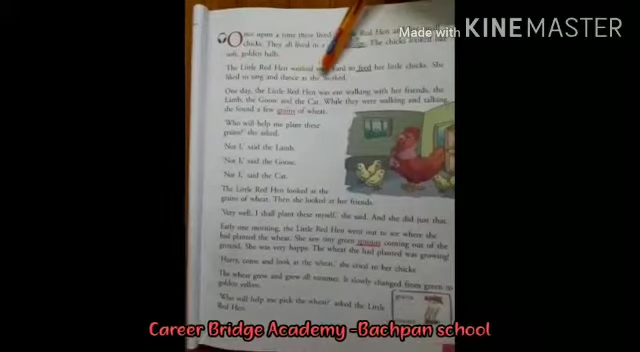 Made with KINEMASTER
Once upon a time there lived Red Hen
chicks. They all lived in a The chicks looked like
soft, golden balls.
The Little Red Hen worked hard to feed her little chicks. She
liked to sing and dance as she worked.
One day, the Little Red Hen was out walking with her friends, the
Lamb, the Goose and the Cat. While they were walking and talking,
she found a few grains of wheat.
'Who will help me plant these
grains?' she asked.
'Not I,' said the Lamb.
'Not I,' said the Goose.
'Not I,' said the Cat.
The Little Red Hen looked at the
grains of wheat. Then she looked at her friends.
'Very well, I shall plant these myself,' she said. And she did just that.
Early one morning, the Little Red Hen went out to see where she
had planted the wheat. She saw tiny green coming out of the
ground. She was very happy. The wheat she had planted was growing!
'Hurry, come and look at the wheat,' she cried to her chicks
The wheat grew and grew all summer. It slowly changed from green to
golden yellow.
'Who will help me pick the wheat?' asked the Little
Red Hen.
grains
Career Bridge Academy -Bachpan school